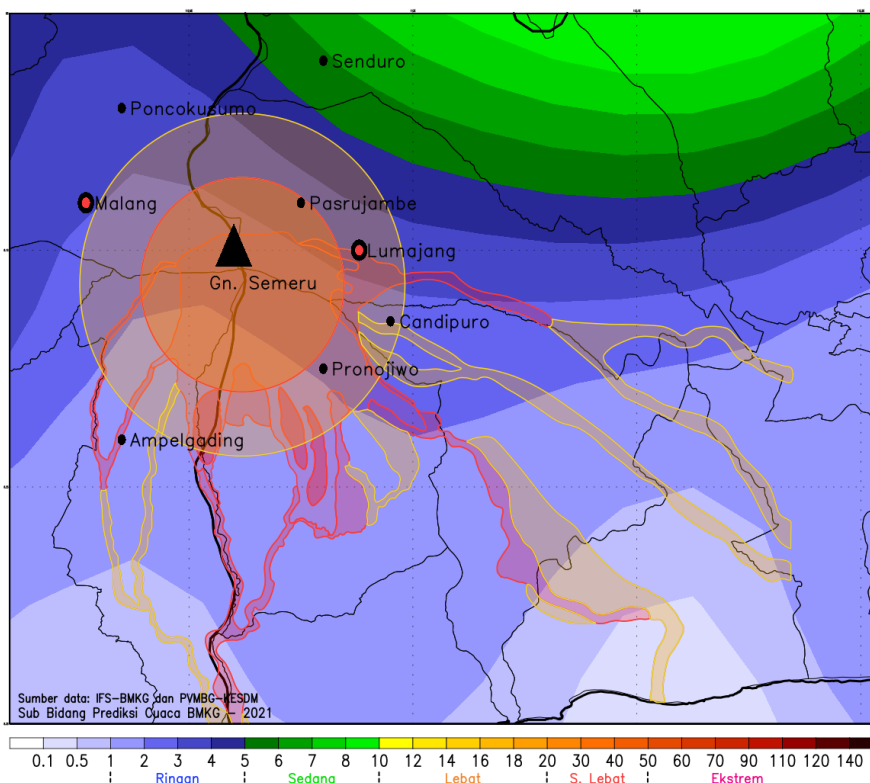 Senduro
Poncokusumo
Malang
Pasrujambe
Lumajang
Gn. Semeru
Candipuro
Pronojiwo
Ampelgading
Sumber data: IFS-BMKG dan PVMBG-KESDM
Sub Bidang Prediksi Cuaca BMKG – 2021
0.1 0.5 1 2 3 4 5 6 7 8 10 12 14 16 18 20 30 40 50 60 70 90 110 120 140
Ringan Sedang Lebat S. Lebat Ekstrem